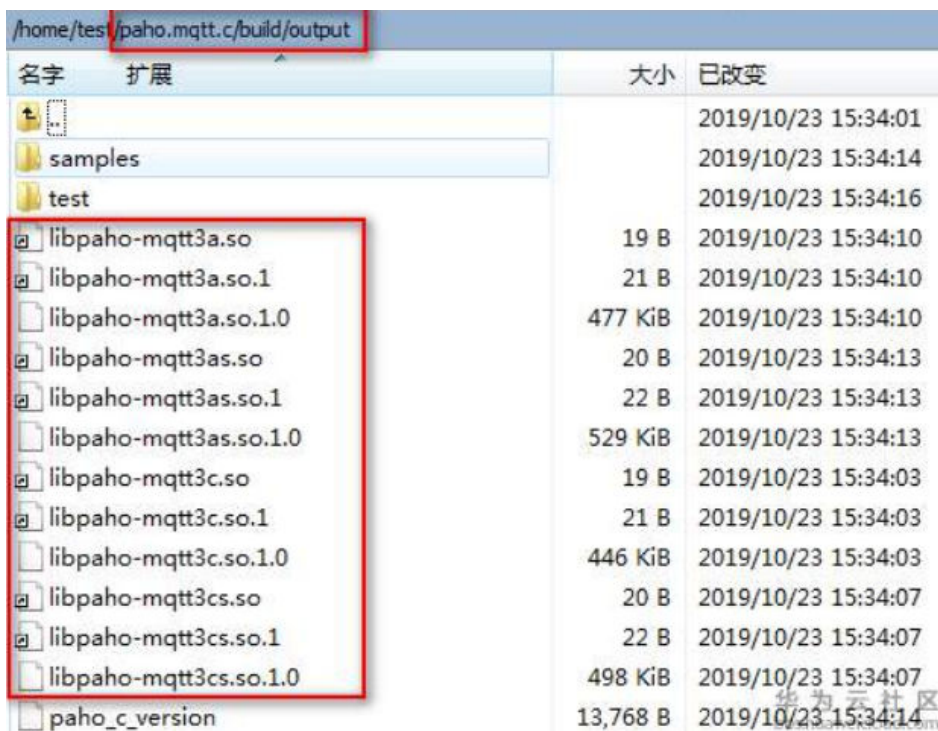 /home/test/paho.mqtt.c/build/output
名字 扩展 大小 已改变
.. 2019/10/23 15:34:01
samples 2019/10/23 15:34:14
test 2019/10/23 15:34:16
libpaho-mqtt3a.so 19 B 2019/10/23 15:34:10
libpaho-mqtt3a.so.1 21 B 2019/10/23 15:34:10
libpaho-mqtt3a.so.1.0 477 KiB 2019/10/23 15:34:10
libpaho-mqtt3as.so 20 B 2019/10/23 15:34:13
libpaho-mqtt3as.so.1 22 B 2019/10/23 15:34:13
libpaho-mqtt3as.so.1.0 529 KiB 2019/10/23 15:34:13
libpaho-mqtt3c.so 19 B 2019/10/23 15:34:03
libpaho-mqtt3c.so.1 21 B 2019/10/23 15:34:03
libpaho-mqtt3c.so.1.0 446 KiB 2019/10/23 15:34:03
libpaho-mqtt3cs.so 20 B 2019/10/23 15:34:07
libpaho-mqtt3cs.so.1 22 B 2019/10/23 15:34:07
libpaho-mqtt3cs.so.1.0 498 KiB 2019/10/23 15:34:07
华为云社区
paho_c_version 13,768 B 2019/10/23 15:34:14